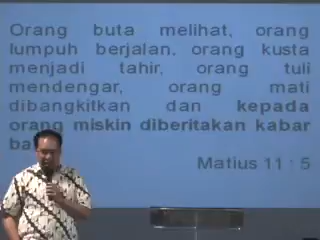 Orang buta melihat, orang
lumpuh berjalan, orang kusta
menjadi tahir, orang tuli
mendengar, orang mati
dibangkitkan dan kepada
orang miskin diberitakan kabar
Matius 11 : 5